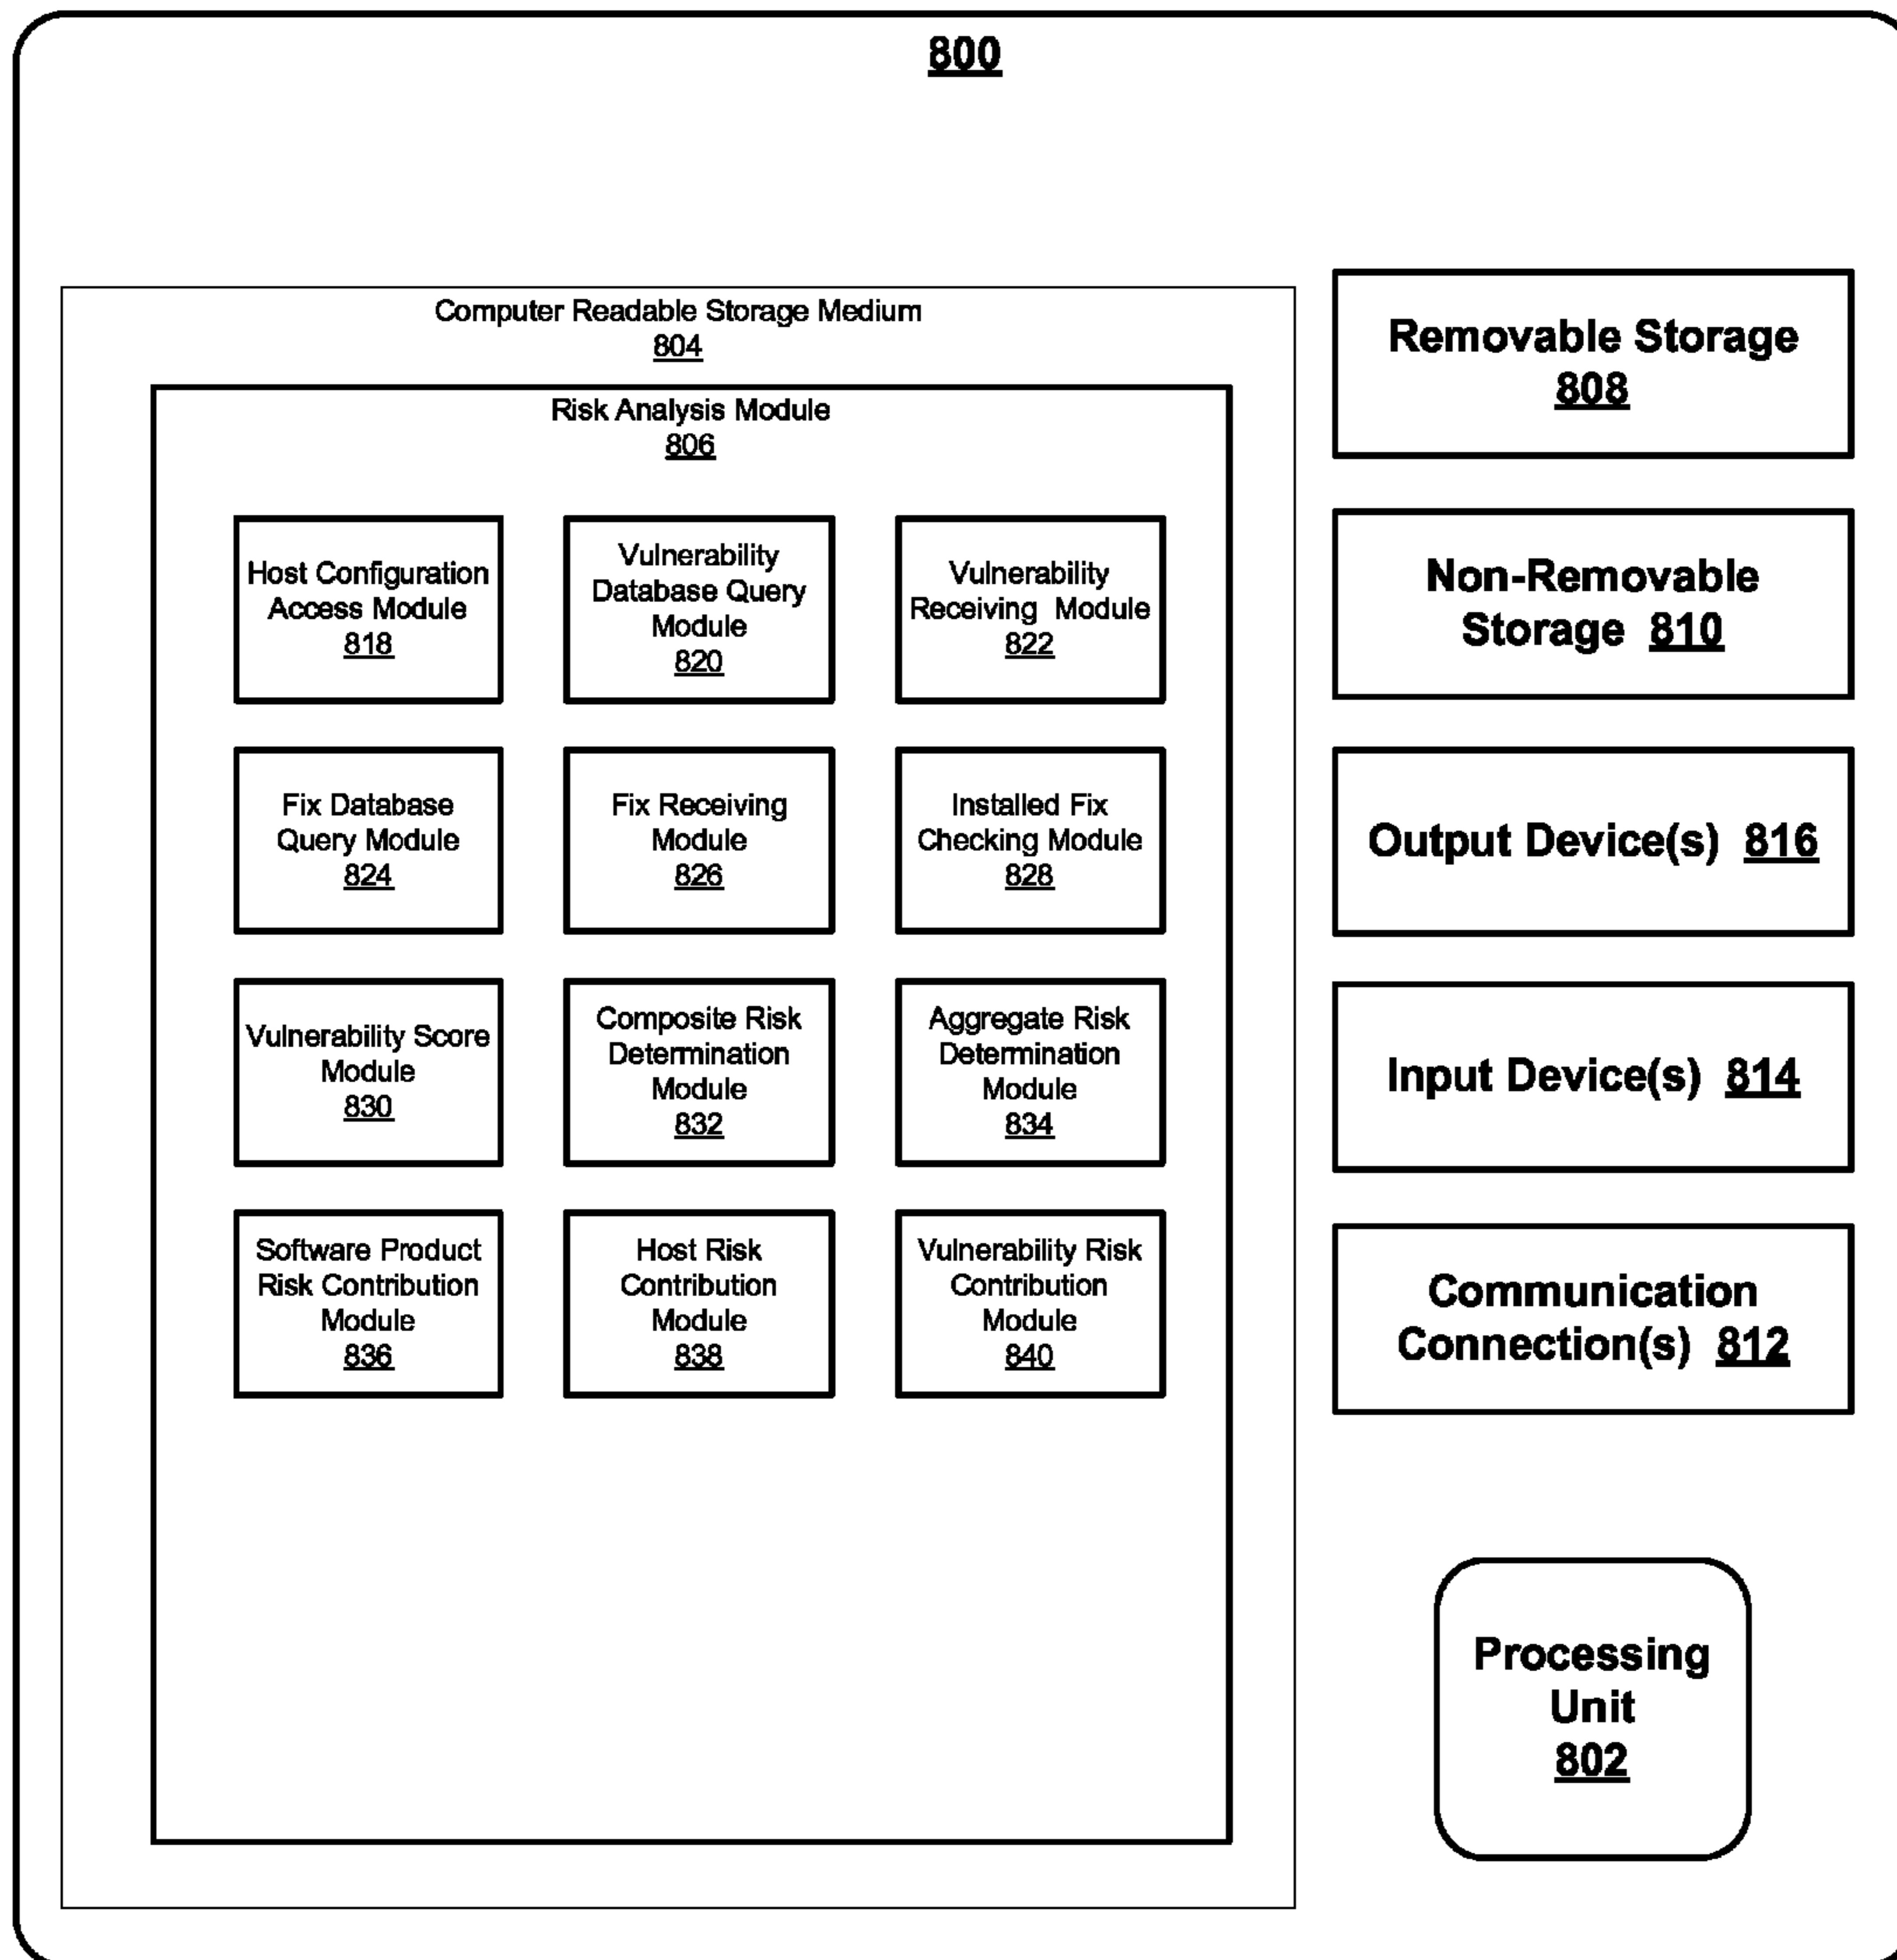 800
Computer Readable Storage Medium
804
Risk Analysis Module
806
Host Configuration
Access Module
818
Vulnerability
Database Query
Module
820
Vulnerability
Receiving Module
822
Fix Database
Query Module
824
Fix Receiving
Module
826
Installed Fix
Checking Module
828
Vulnerability Score
Module
830
Composite Risk
Determination
Module
832
Aggregate Risk
Determination
Module
834
Software Product
Risk Contribution
Module
836
Host Risk
Contribution
Module
838
Vulnerability Risk
Contribution
Module
840
Removable Storage
808
Non-Removable
Storage 810
Output Device(s) 816
Input Device(s) 814
Communication
Connection(s) 812
Processing
Unit
802